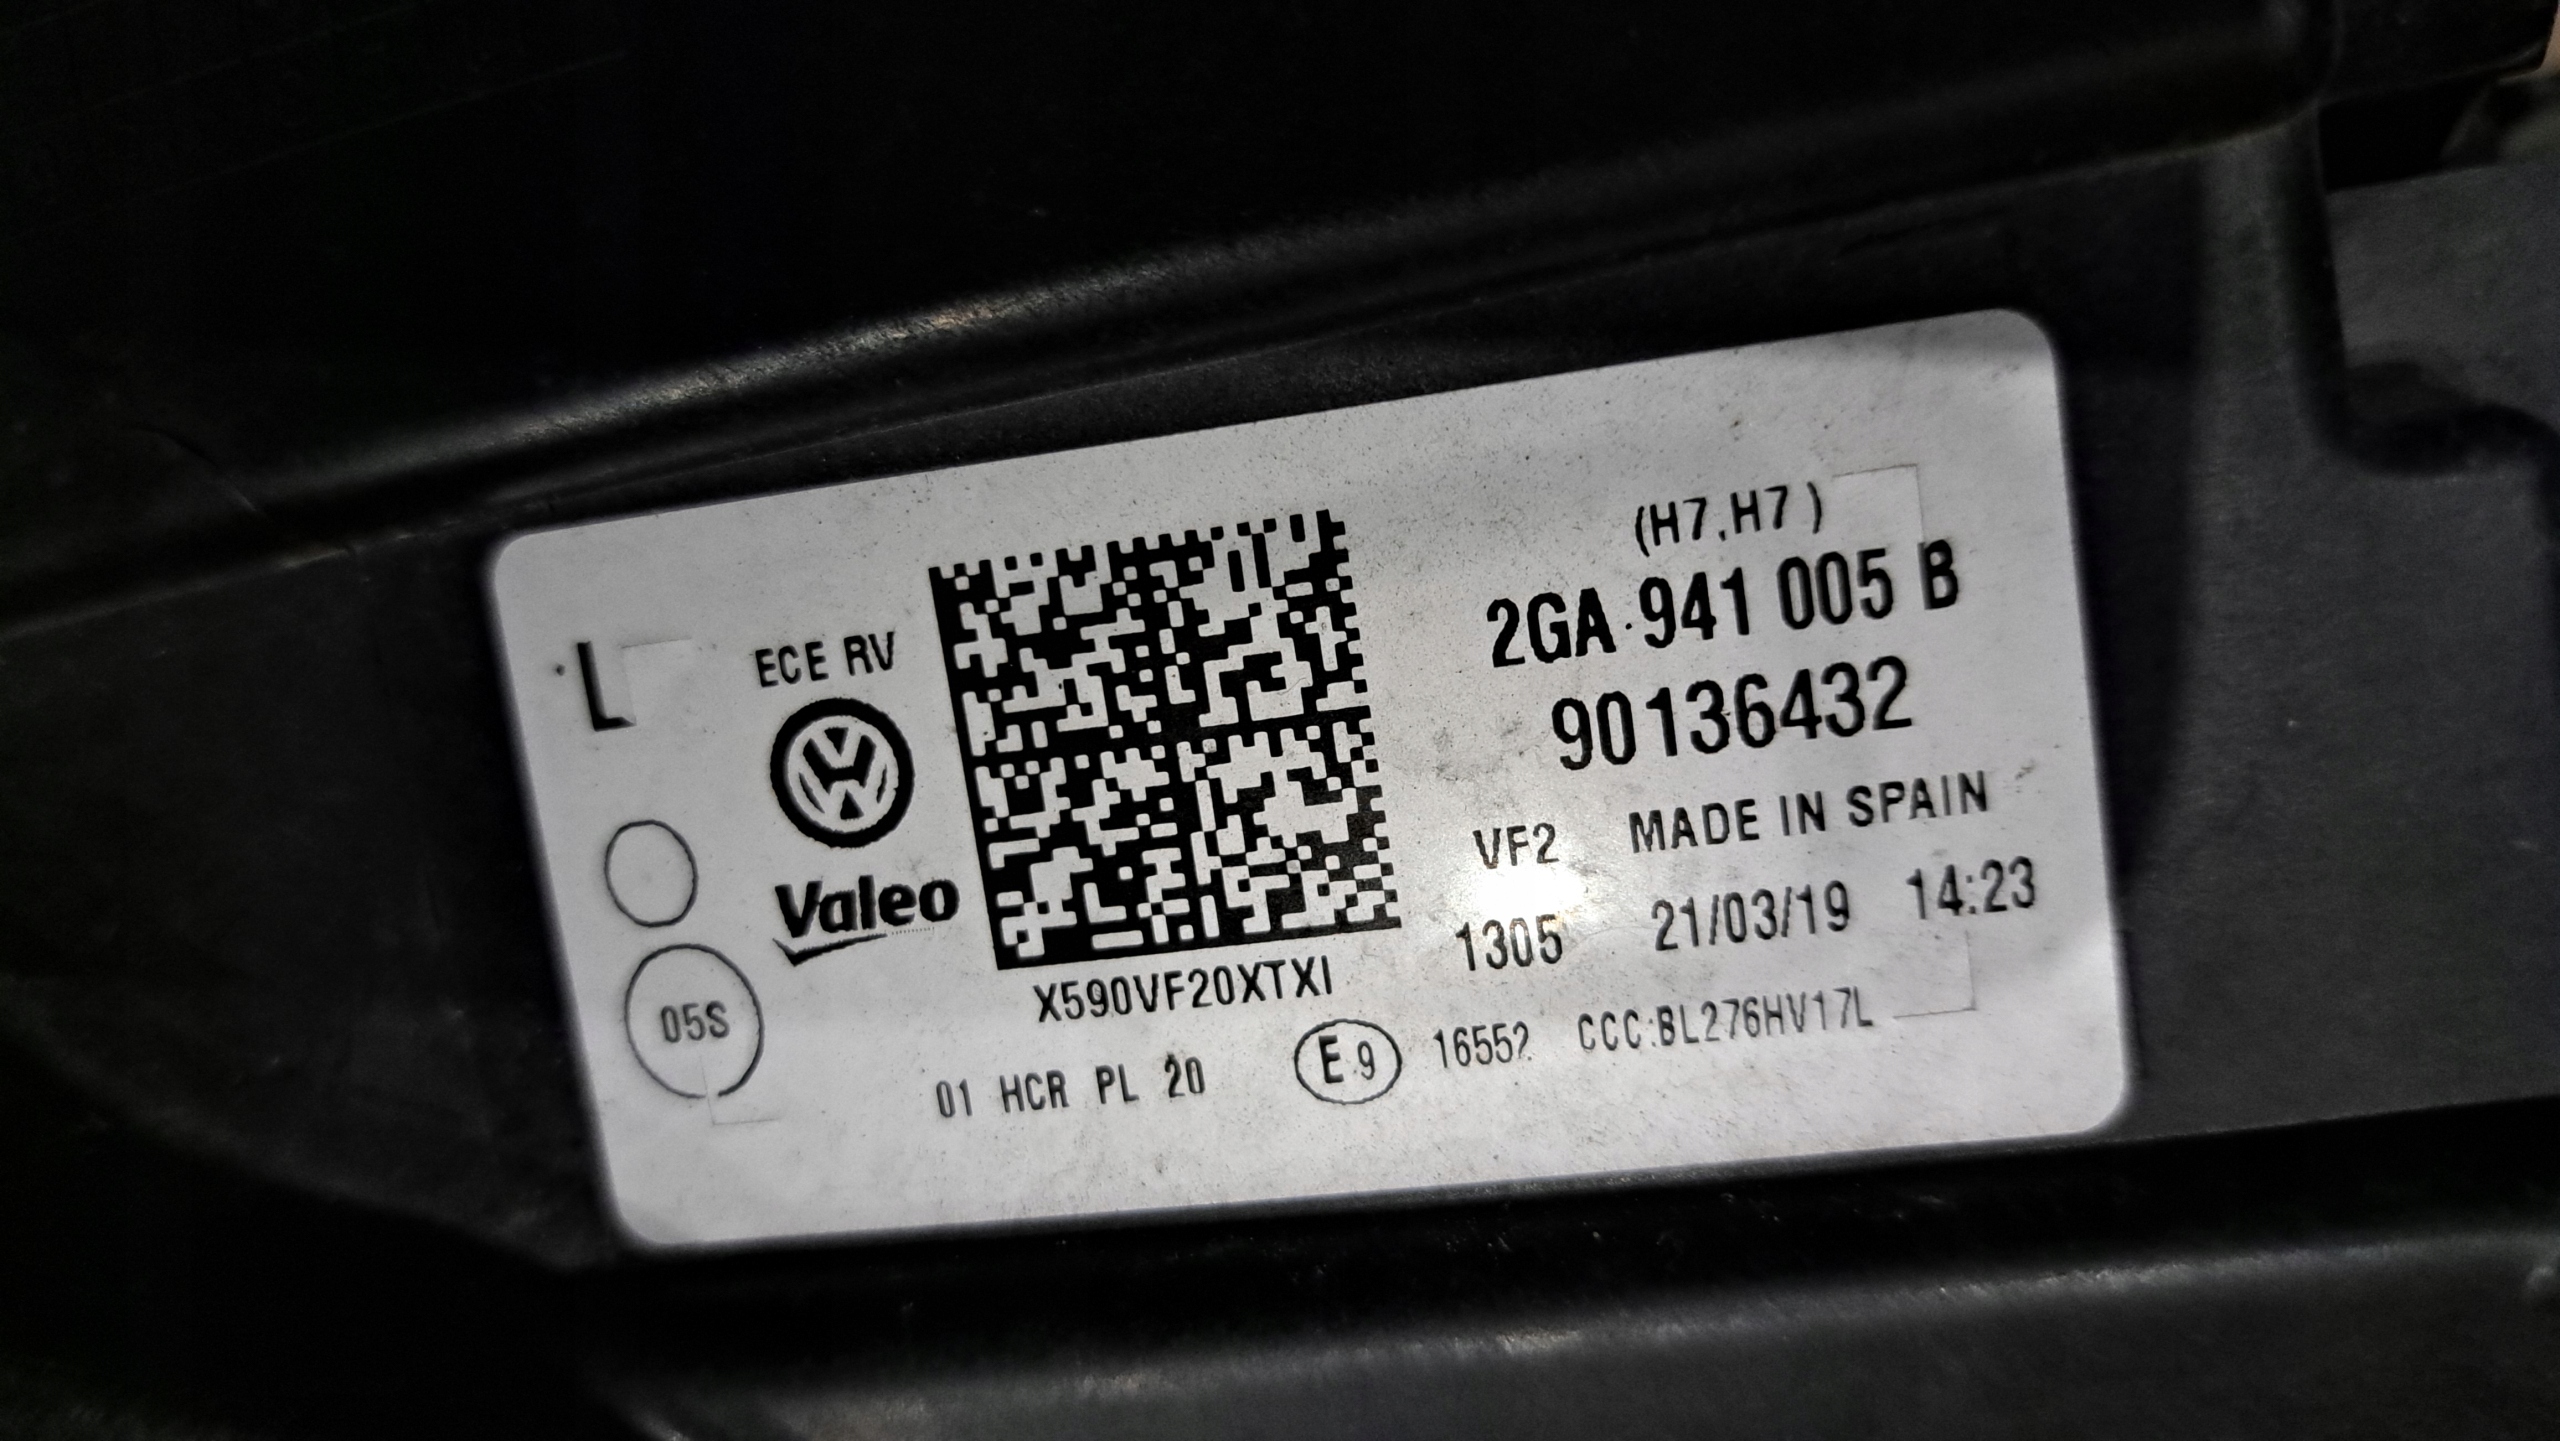 (H7,H7)
2GA 941 005 B
90136432
L
ECE RV
Valeo
VF2 MADE IN SPAIN
1305 21/03/19 14:23
05S
X590VF20XTXI
01 HCR PL 20 E9 16552 CCC:BL276HV17L